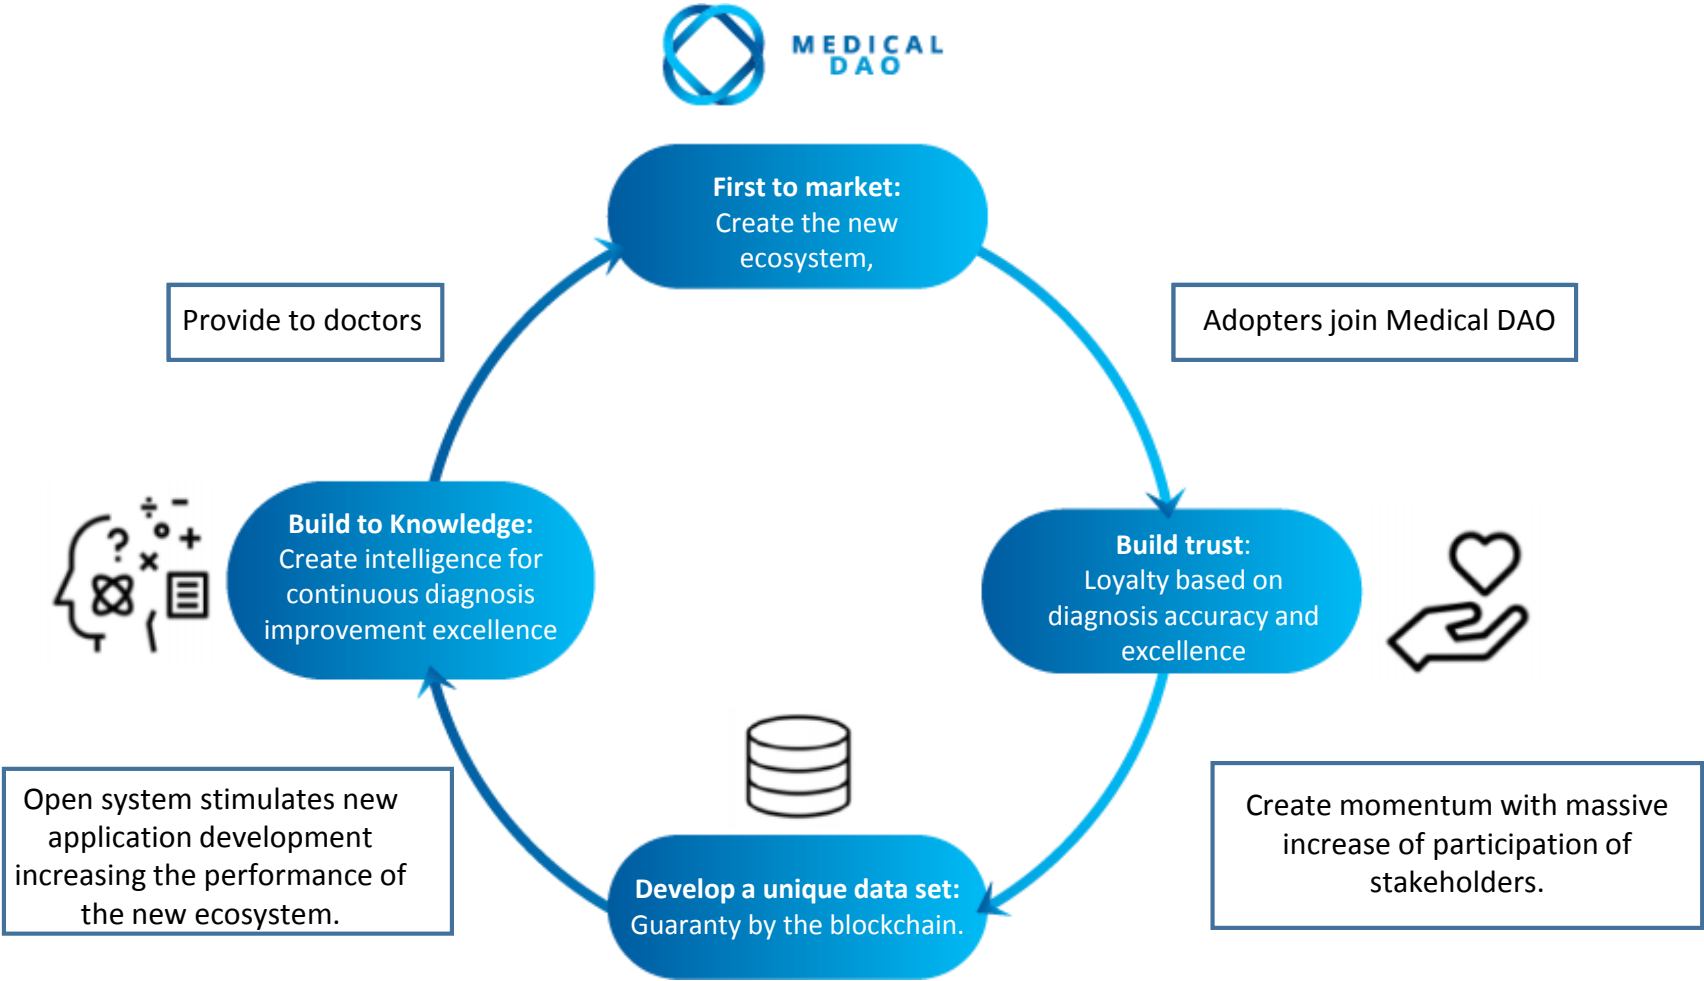 MEDICAL
DAO
First to market:
Create the new
ecosystem,
Provide to doctors
Adopters join Medical DAO
Build to Knowledge:
Create intelligence for
continuous diagnosis
improvement excellence
Build trust:
Loyalty based on
diagnosis accuracy and
excellence
Open system stimulates new
application development
increasing the performance of
the new ecosystem.
Create momentum with massive
increase of participation of
stakeholders.
Develop a unique data set:
Guaranty by the blockchain.